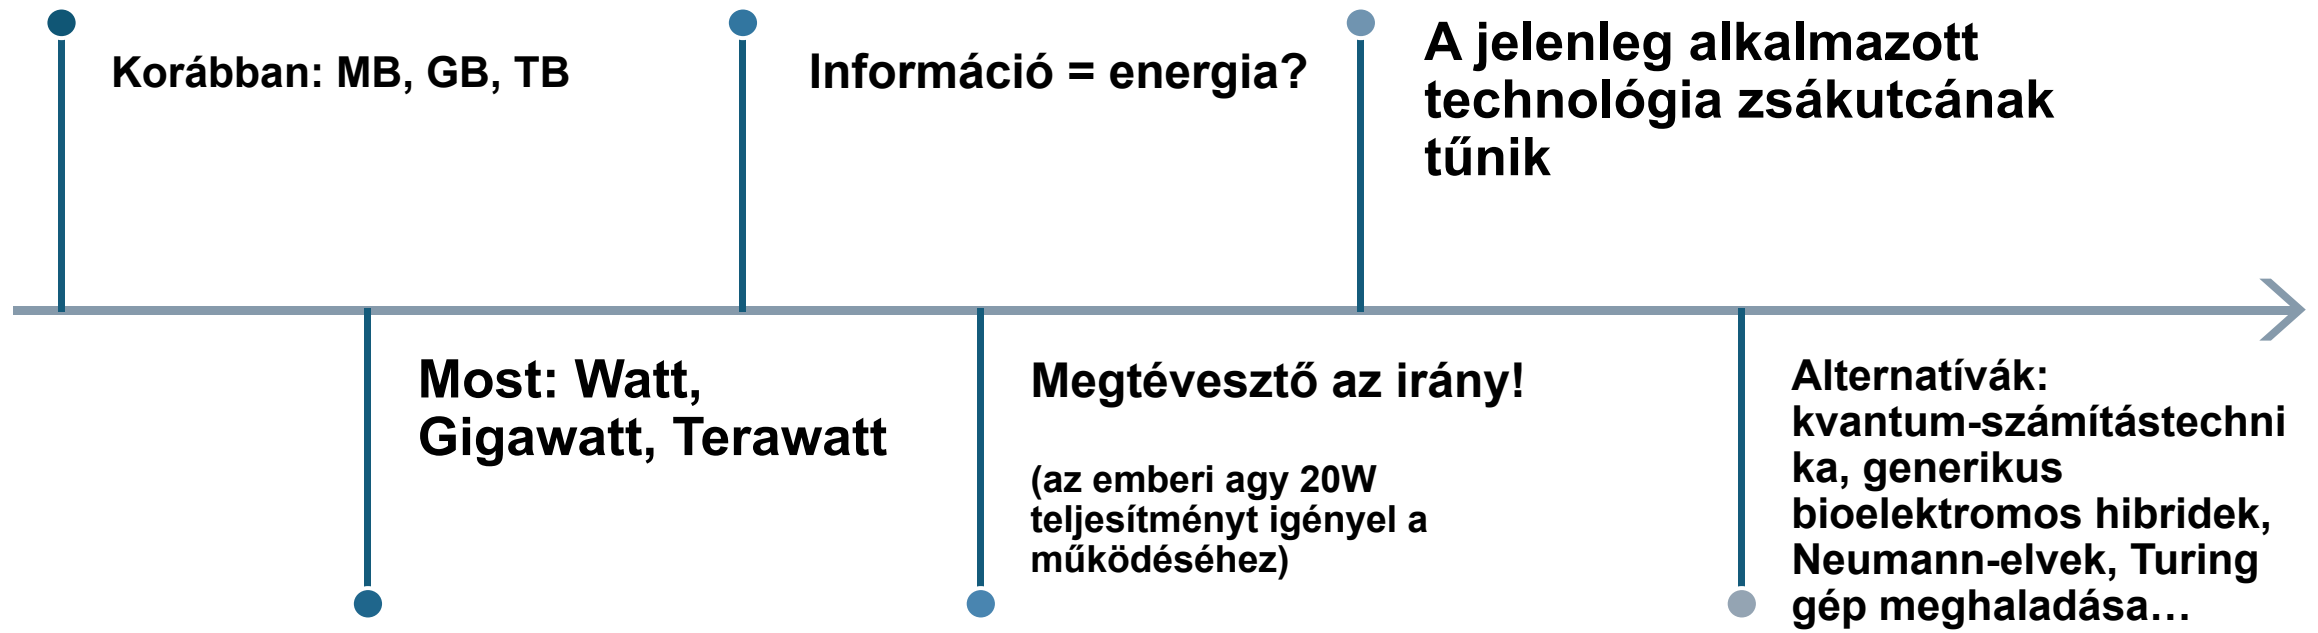 Korábban: MB, GB, TB
Most: Watt,
Gigawatt, Terawatt
Információ = energia?
Megtévesztő az irány!
(az emberi agy 20W
teljesítményt igényel a
működéséhez)
A jelenleg alkalmazott
technológia zsákutcának
tűnik
Alternatívák:
kvantum-számítástechni
ka, generikus
bioelektromos hibridek,
Neumann-elvek, Turing
gép meghaladása…